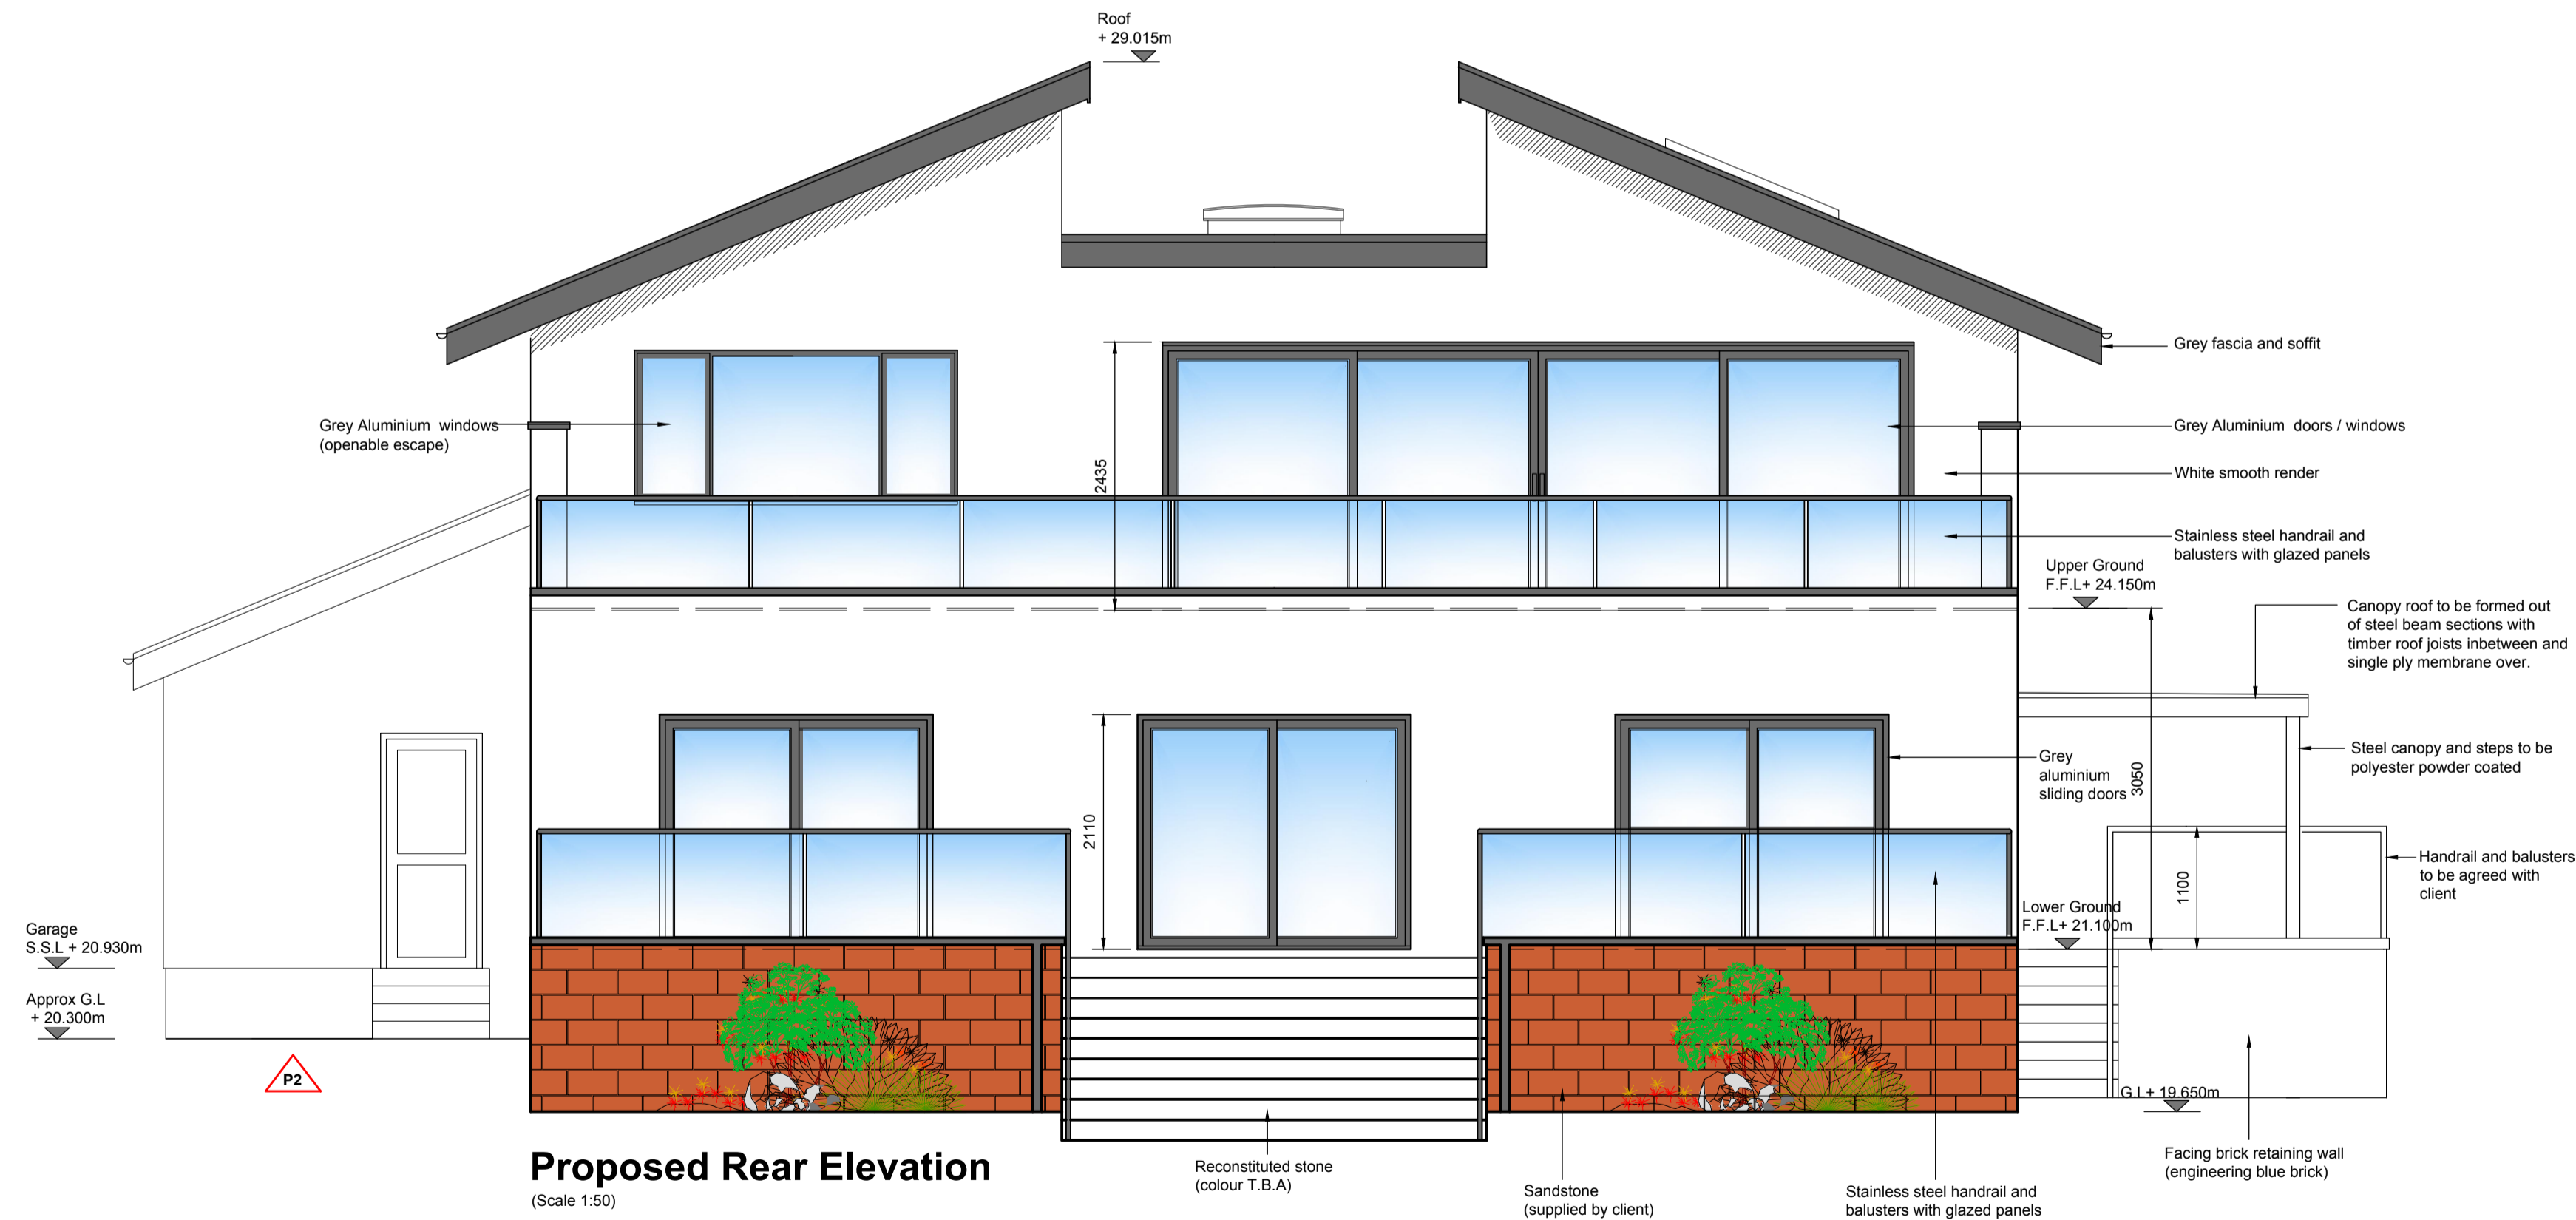 Roof
+ 29.015m
Grey fascia and soffit
Grey Aluminium windows
(openable escape)
Grey Aluminium doors / windows
2435
White smooth render
Stainless steel handrail and
balusters with glazed panels
Upper Ground
F.F.L+ 24.150m
Canopy roof to be formed out
of steel beam sections with
timber roof joists inbetween and
single ply membrane over.
Steel canopy and steps to be
polyester powder coated
Grey
aluminium
sliding doors
3050
2110
Handrail and balusters
to be agreed with
client
1100
Lower Ground
F.F.L+ 21.100m
Garage
S.S.L + 20.930m
Approx G.L
+ 20.300m
P2
G.L+ 19.650m
Proposed Rear Elevation
(Scale 1:50)
Reconstituted stone
(colour T.B.A)
Sandstone
(supplied by client)
Stainless steel handrail and
balusters with glazed panels
Facing brick retaining wall
(engineering blue brick)